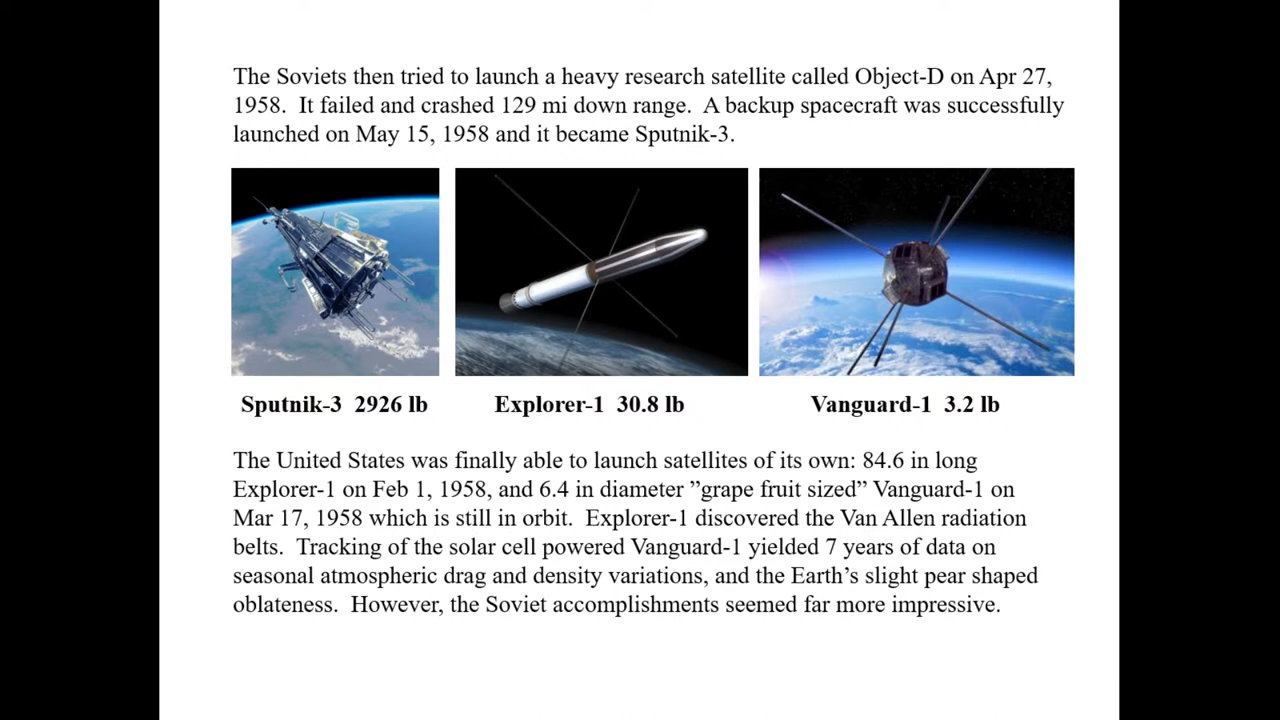 The Soviets then tried to launch a heavy research satellite called Object-D on Apr 27,
1958.  It failed and crashed 129 mi down range.  A backup spacecraft was successfully
launched on May 15, 1958 and it became Sputnik-3.
Sputnik-3  2926 lb
Explorer-1  30.8 lb
Vanguard-1  3.2 lb
The United States was finally able to launch satellites of its own: 84.6 in long
Explorer-1 on Feb 1, 1958, and 6.4 in diameter ”grape fruit sized” Vanguard-1 on
Mar 17, 1958 which is still in orbit.  Explorer-1 discovered the Van Allen radiation
belts.  Tracking of the solar cell powered Vanguard-1 yielded 7 years of data on
seasonal atmospheric drag and density variations, and the Earth’s slight pear shaped
oblateness.  However, the Soviet accomplishments seemed far more impressive.